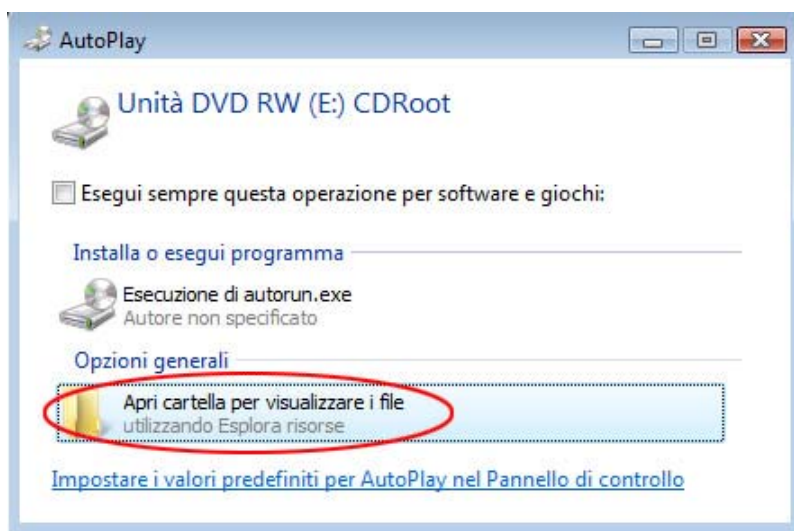 AutoPlay
Unità DVD RW (E:) CDRoot
Esegui sempre questa operazione per software e giochi:
Installa o esegui programma
Esecuzione di autorun.exe
Autore non specificato
Opzioni generali
Apri cartella per visualizzare i file
utilizzando Esplora risorse
Impostare i valori predefiniti per AutoPlay nel Pannello di controllo